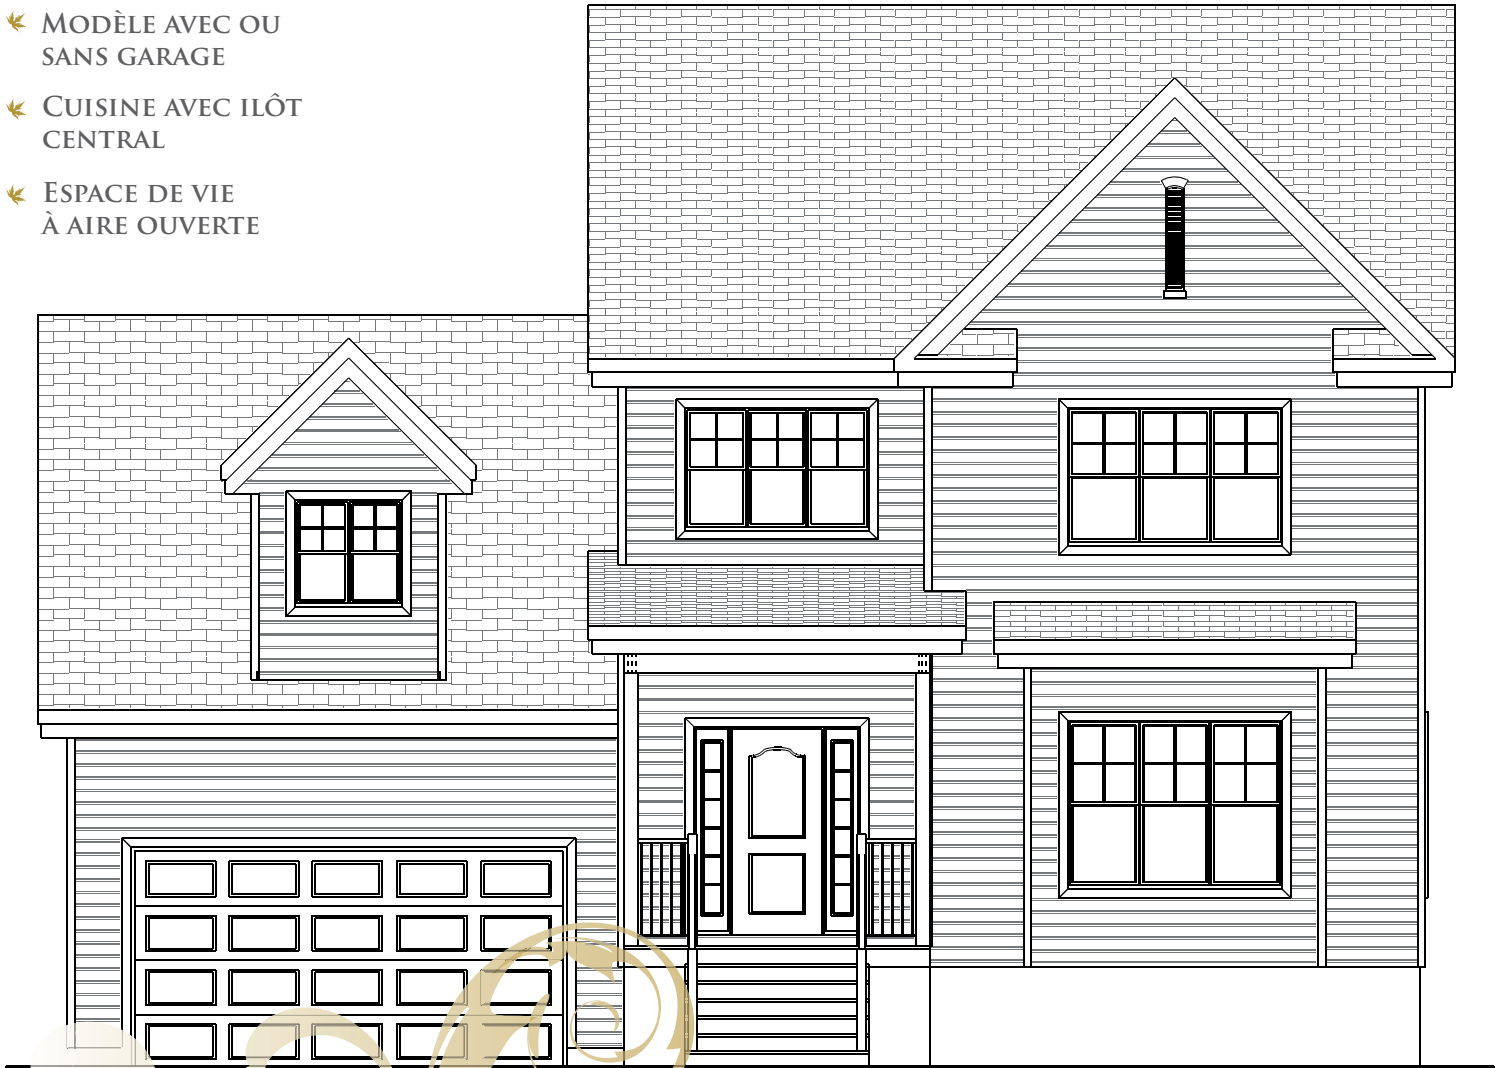 Modèle avec ou
sans garage
Cuisine avec ilôt
central
Espace de vie
à aire ouverte